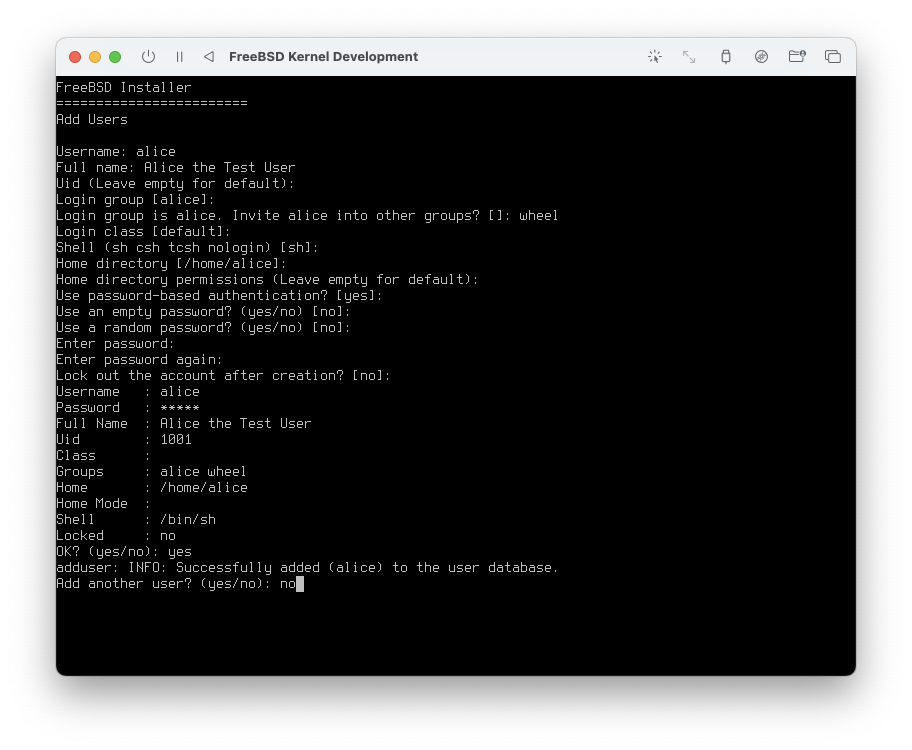 FreeBSD Kernel Development
FreeBSD Installer
========================
Add Users
Username: alice
Full name: Alice the Test User
Uid (Leave empty for default):
Login group [alice]:
Login group is alice. Invite alice into other groups? []: wheel
Login class [default]:
Shell (sh csh tcsh nologin) [sh]:
Home directory [/home/alice]:
Home directory permissions (Leave empty for default):
Use password-based authentication? [yes]:
Use an empty password? (yes/no) [no]:
Use a random password? (yes/no) [no]:
Enter password:
Enter password again:
Lock out the account after creation? [no]:
Username   : alice
Password   : *****
Full Name  : Alice the Test User
Uid        : 1001
Class      :
Groups     : alice wheel
Home       : /home/alice
Home Mode  :
Shell      : /bin/sh
Locked     : no
OK? (yes/no): yes
adduser: INFO: Successfully added (alice) to the user database.
Add another user? (yes/no): no